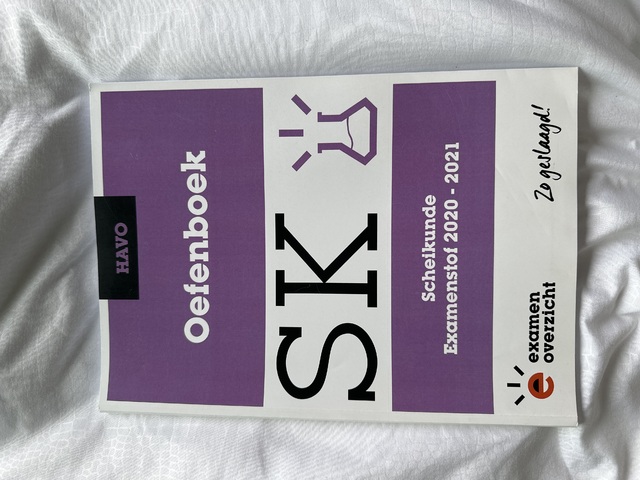 HAVO
Oefenboek
SK
Scheikunde
Examenstof 2020 - 2021
examen
overzicht
Zo geslaagd!